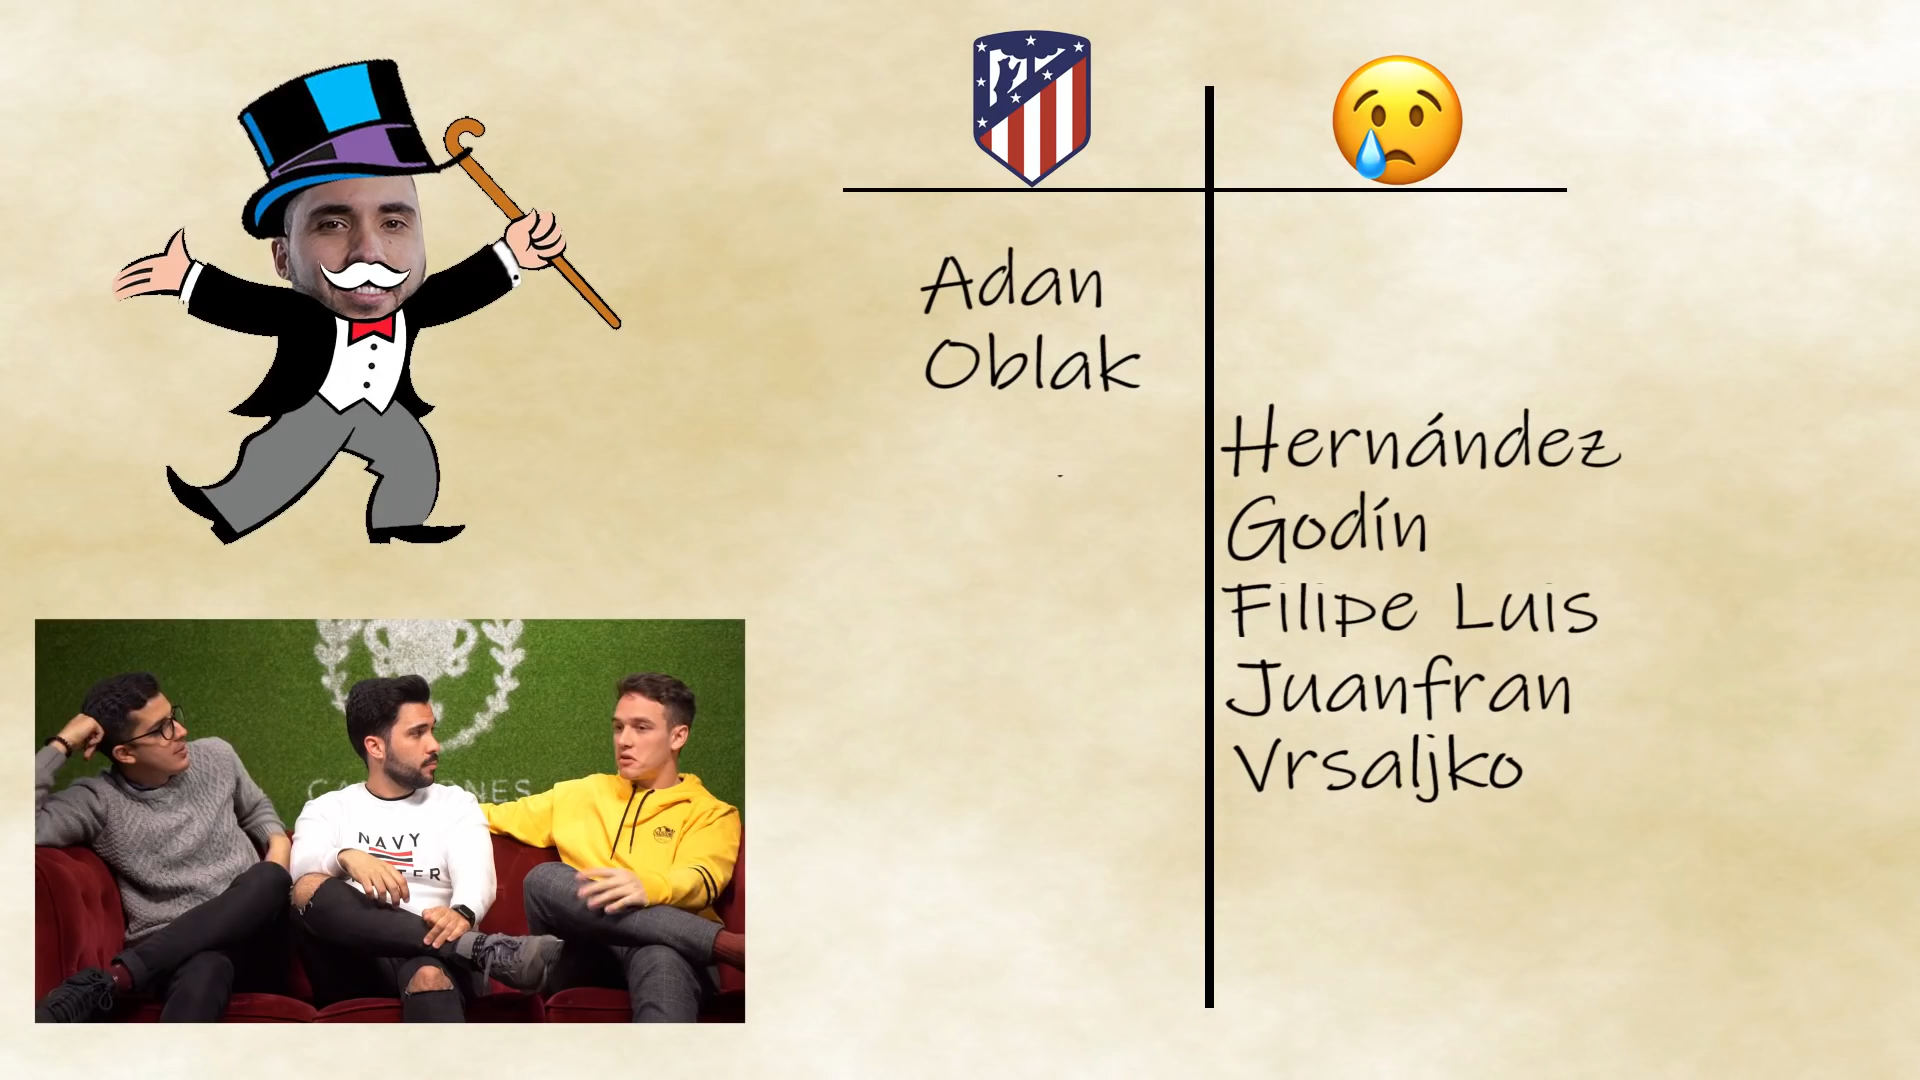 Adan
Oblak
Hernández
Godín
Filipe Luis
Juanfran
Vrsaljko
NAVY